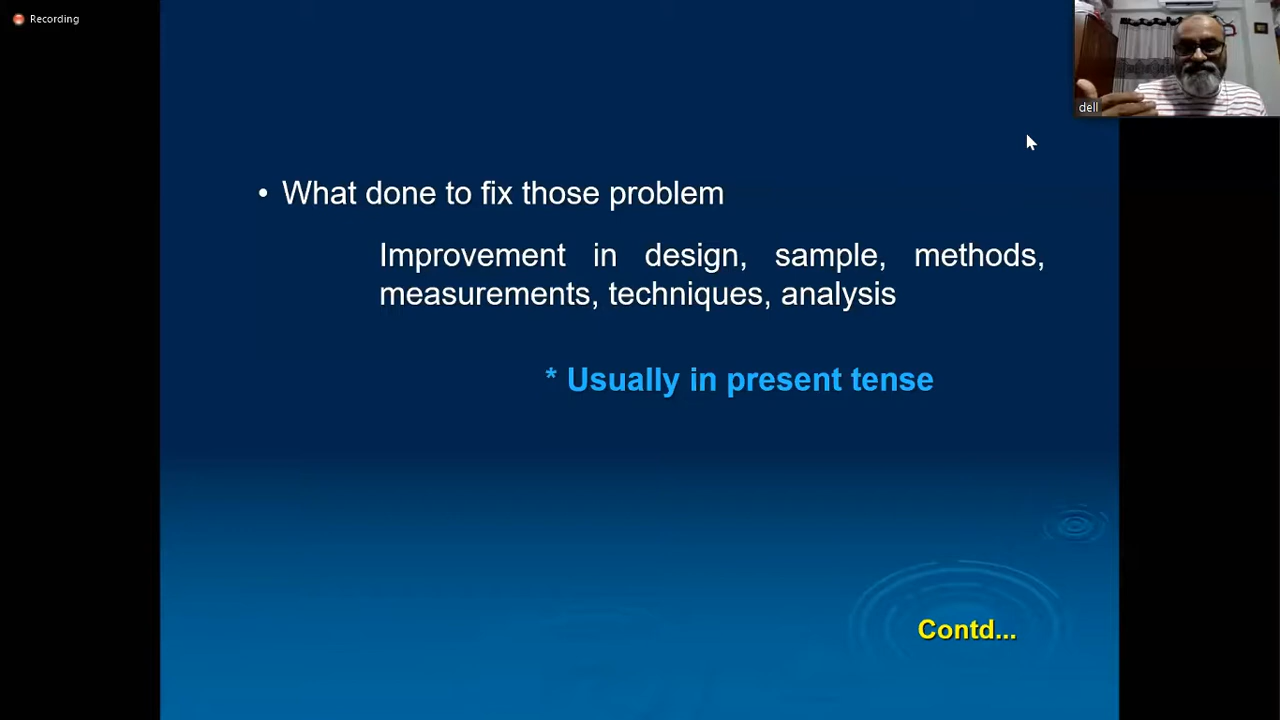 Recording
dell
• What done to fix those problem
Improvement in design, sample, methods,
measurements, techniques, analysis
* Usually in present tense
Contd...